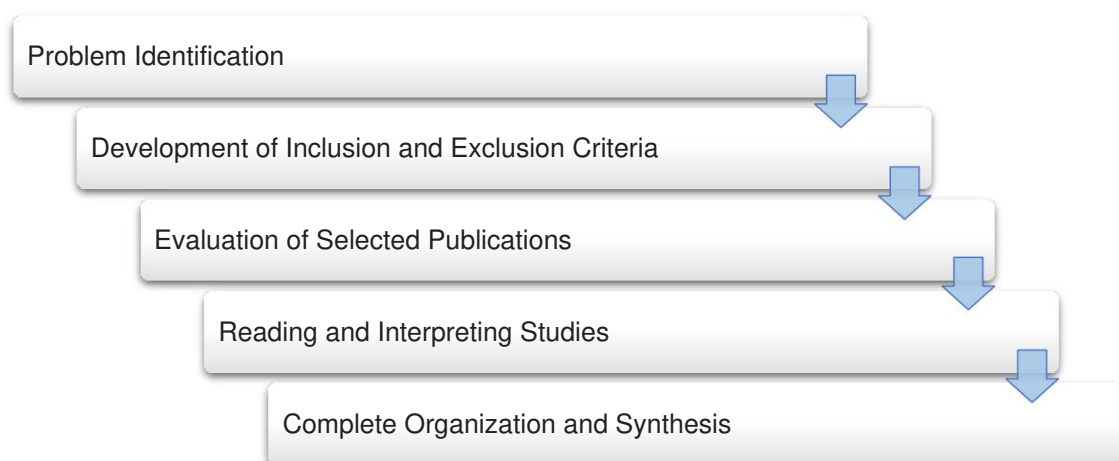 Problem Identification
Development of Inclusion and Exclusion Criteria
Evaluation of Selected Publications
Reading and Interpreting Studies
Complete Organization and Synthesis